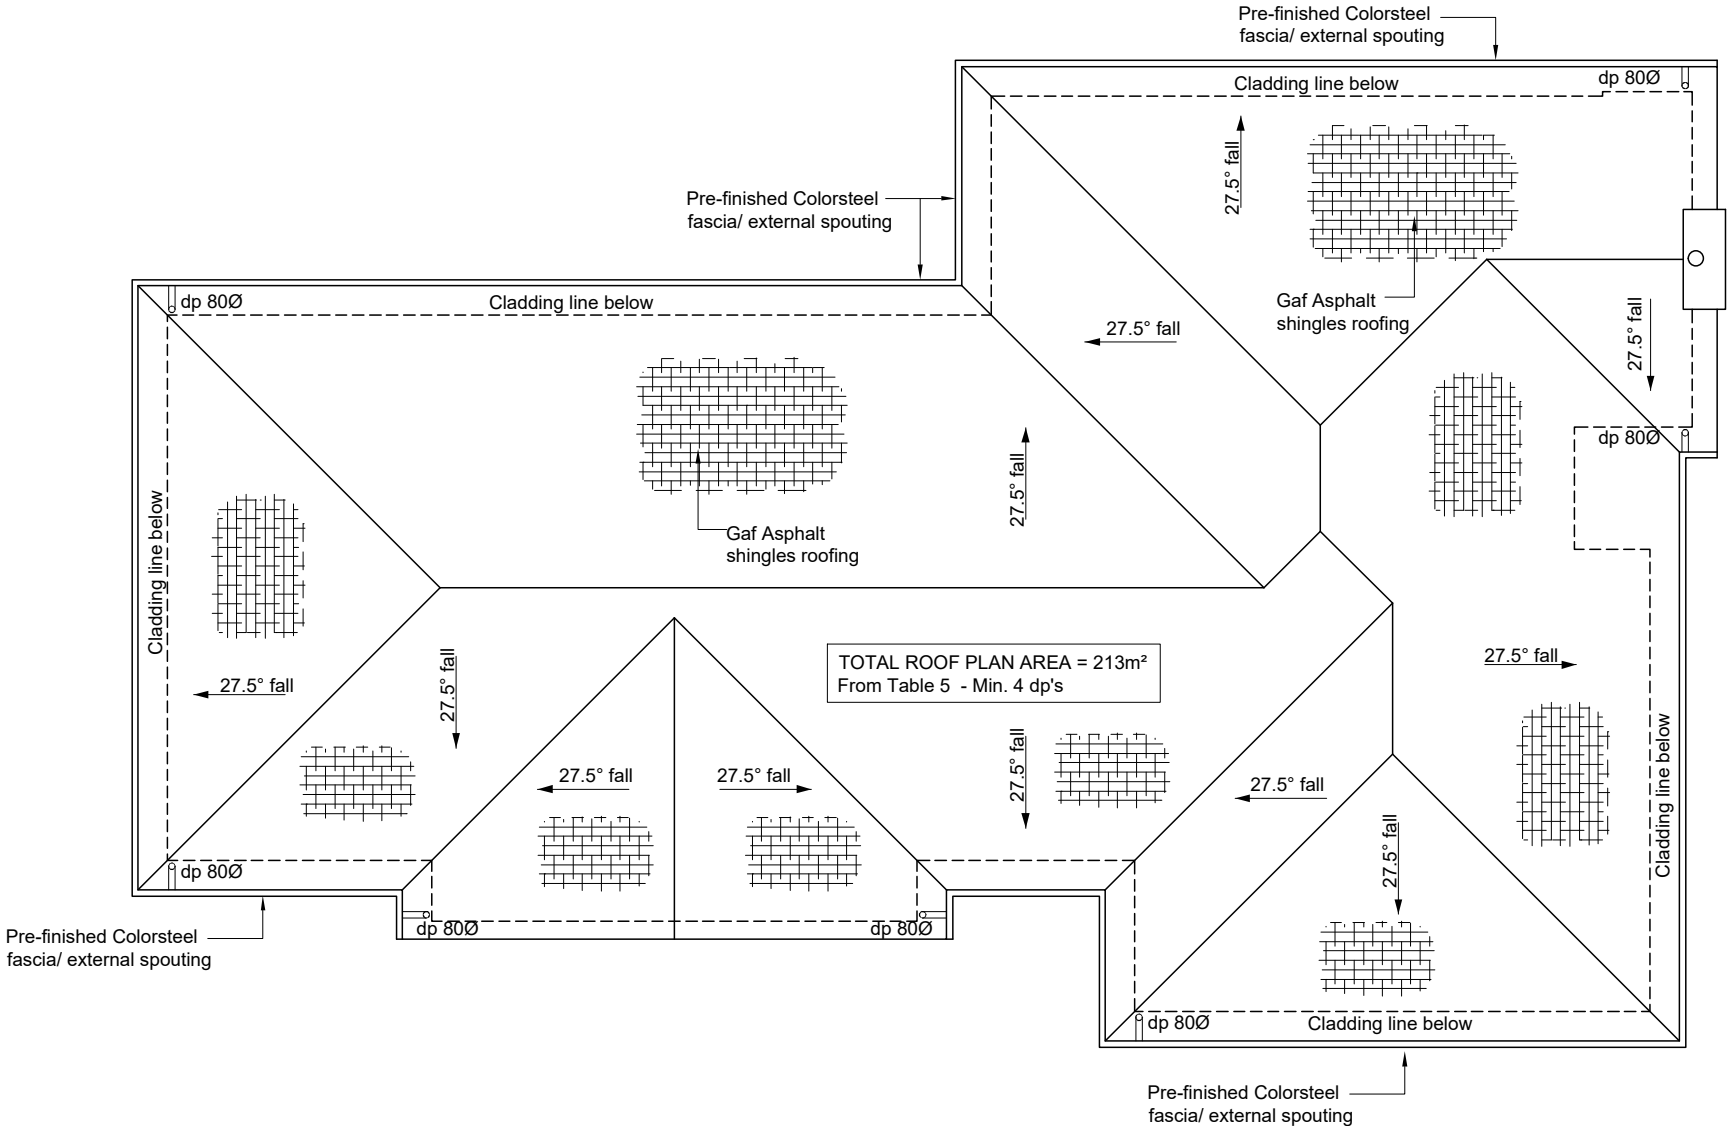 Pre-finished Colorsteel
fascia/ external spouting
dp 80Ø
Cladding line below
27.5° fall
Pre-finished Colorsteel
fascia/ external spouting
dp 80Ø
Cladding line below
Gaf Asphalt
shingles roofing
27.5° fall
27.5° fall
dp 80Ø
27.5° fall
Gaf Asphalt
shingles roofing
Cladding line below
27.5° fall
27.5° fall
TOTAL ROOF PLAN AREA = 213m²
From Table 5  - Min. 4 dp's
27.5° fall
27.5° fall
27.5° fall
27.5° fall
27.5° fall
27.5° fall
Cladding line below
27.5° fall
dp 80Ø
dp 80Ø
dp 80Ø
Pre-finished Colorsteel
fascia/ external spouting
dp 80Ø
Cladding line below
Pre-finished Colorsteel
fascia/ external spouting